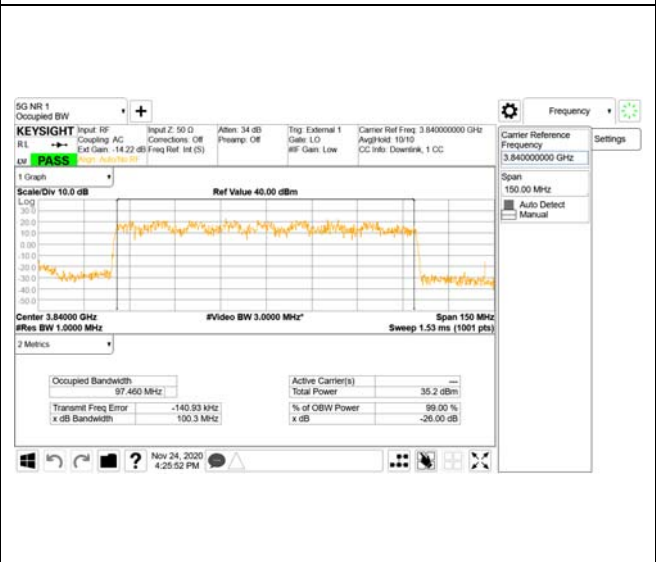 5G NR 1
Occupied BW
+
Frequency
KEYSIGHT
RL
PASS
Input: RF
Coupling: AC
Ext Gain: -14.22 dB
Align: Auto/No RF
Input Z: 50 Ω
Corrections: Off
Freq Ref: Int (S)
Atten: 34 dB
Preamp: Off
Trig: External 1
Gate: LO
#IF Gain: Low
Carrier Ref Freq: 3.840000000 GHz
Avg|Hold: 10/10
CC Info: Downlink, 1 CC
Carrier Reference
Frequency
3.840000000 GHz
Settings
Span
150.00 MHz
Auto Detect
Manual
1 Graph
Scale/Div 10.0 dB
Ref Value 40.00 dBm
Log
30.0
20.0
10.0
0.00
-10.0
-20.0
-30.0
-40.0
-50.0
Center 3.84000 GHz
#Video BW 3.0000 MHz*
Span 150 MHz
#Res BW 1.0000 MHz
Sweep 1.53 ms (1001 pts)
2 Metrics
Occupied Bandwidth
97.460 MHz
Active Carrier(s)
---
Total Power
35.2 dBm
Transmit Freq Error
-140.93 kHz
% of OBW Power
99.00 %
x dB Bandwidth
100.3 MHz
x dB
-26.00 dB
?
Nov 24, 2020
4:25:52 PM